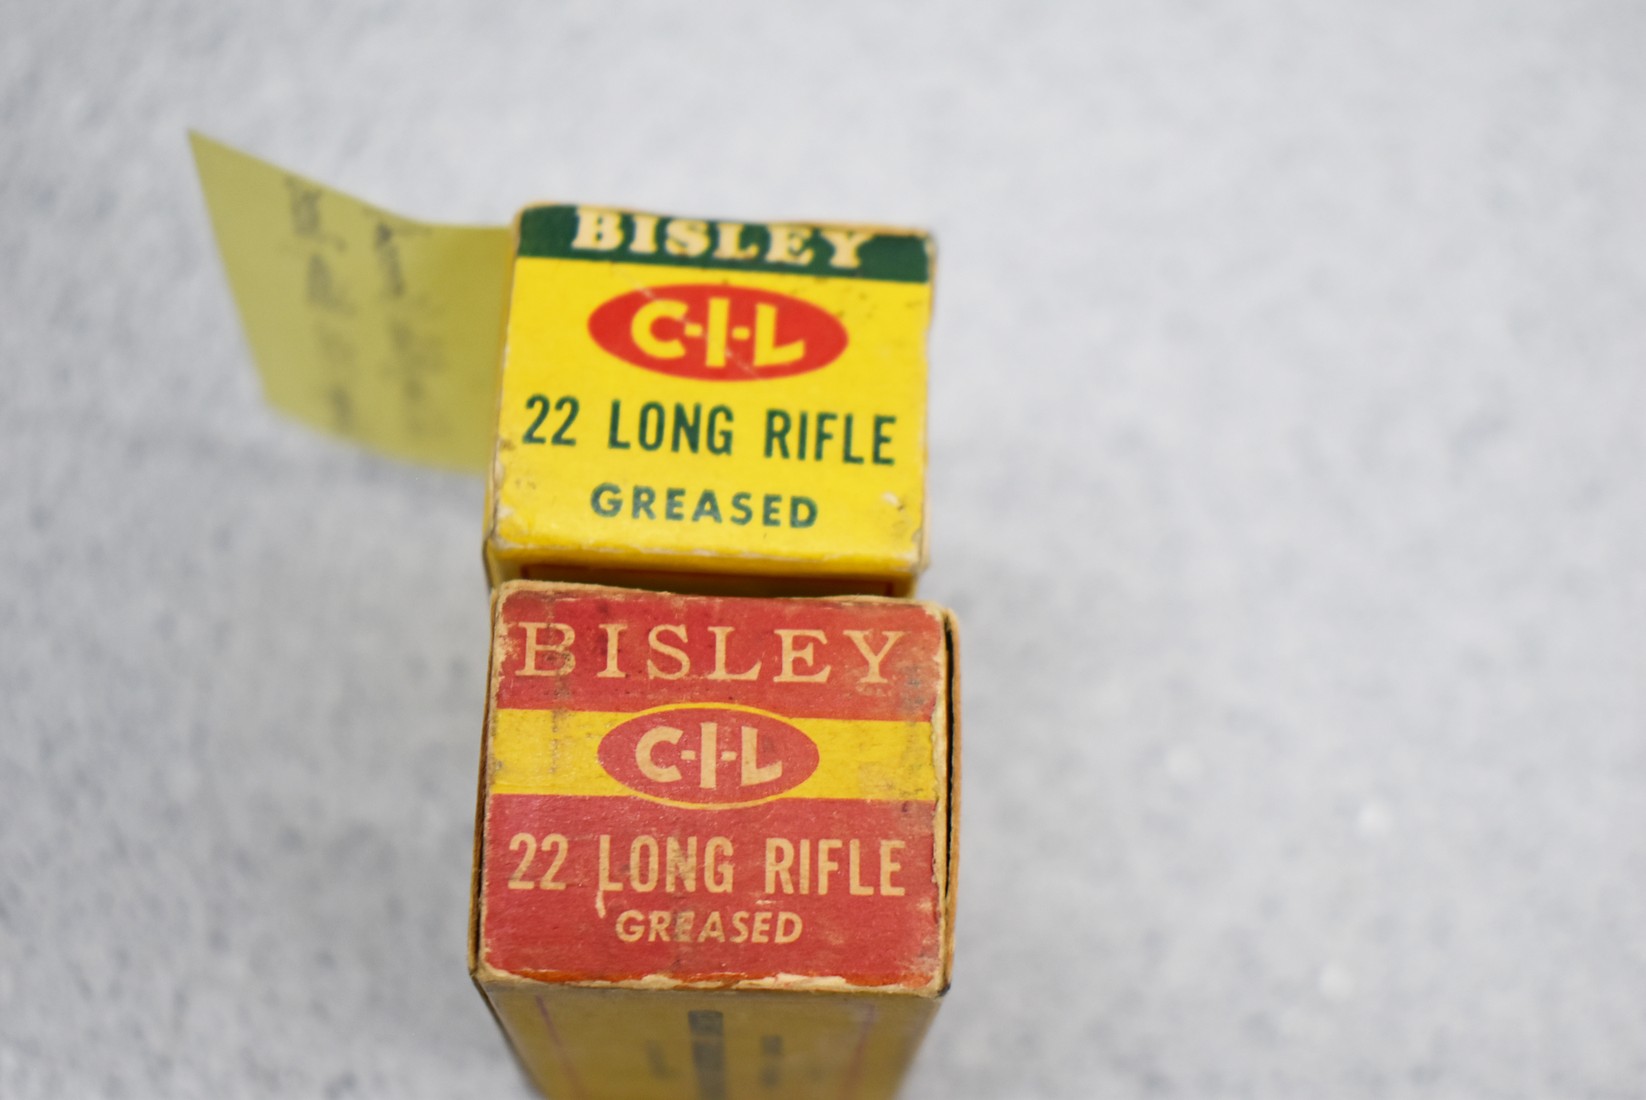 BISLEY
C-I-L
22 LONG RIFLE
GREASED
BISLEY
C-I-L
22 LONG RIFLE
GREASED